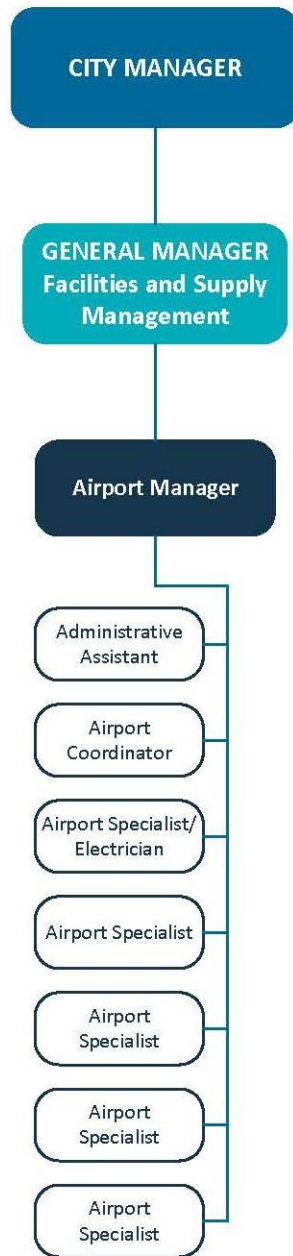 CITY MANAGER
GENERAL MANAGER
Facilities and Supply
Management
Airport Manager
Administrative
Assistant
Airport
Coordinator
Airport Specialist/
Electrician
Airport Specialist
Airport
Specialist
Airport
Specialist
Airport
Specialist